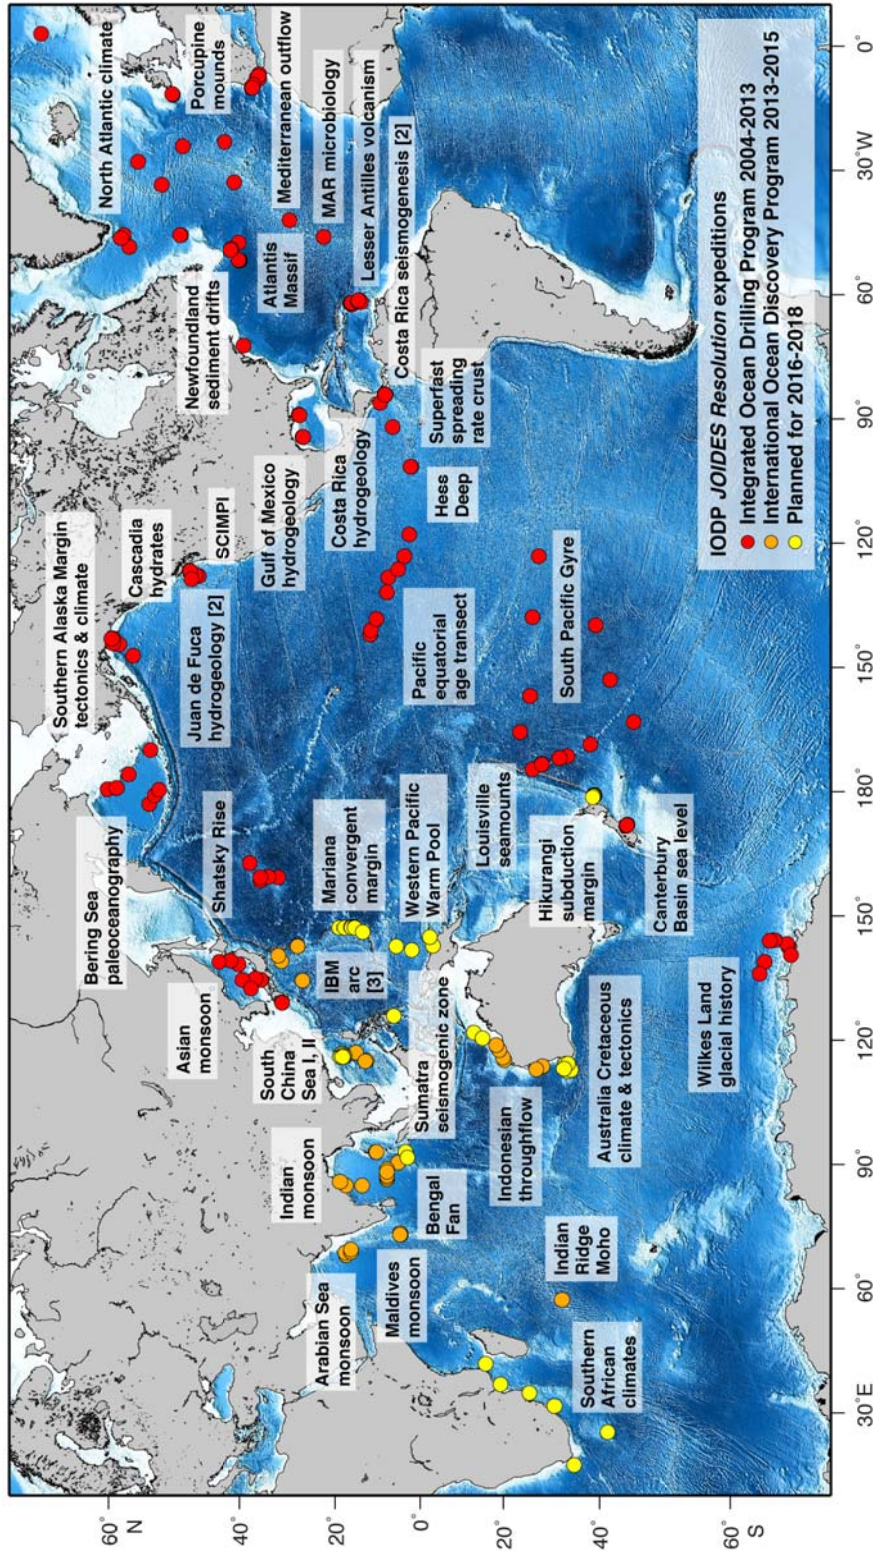 Bering Sea
paleoceanography
Southern Alaska Margin
tectonics & climate
North Atlantic climate
Cascadia
hydrates
Porcupine
mounds
Asian
monsoon
Shatsky Rise
Juan de Fuca
hydrogeology [2]
SCIMPI
Newfoundland
sediment drifts
Mediterranean outflow
Atlantis
Massif
MAR microbiology
Indian
monsoon
South
China
Sea I, II
IBM
arc
[3]
Mariana
convergent
margin
Gulf of Mexico
hydrogeology
Lesser Antilles volcanism
Arabian Sea
monsoon
Costa Rica
hydrogeology
Costa Rica seismogenesis [2]
Maldives
monsoon
Bengal
Fan
Sumatra
seismogenic zone
Western Pacific
Warm Pool
Pacific
equatorial
age transect
Hess
Deep
Superfast
spreading
rate crust
Indonesian
throughflow
Louisville
seamounts
South Pacific Gyre
Indian
Ridge
Moho
Southern
African
climates
Australia Cretaceous
climate & tectonics
Hikurangi
subduction
margin
Canterbury
Basin sea level
Wilkes Land
glacial history
IODP JOIDES Resolution expeditions
Integrated Ocean Drilling Program 2004-2013
International Ocean Discovery Program 2013-2015
Planned for 2016-2018
60°
N
40°
20°
0°
20°
40°
60°
S
30°E
60°
90°
120°
150°
180°
150°
120°
90°
60°
30°W
0°